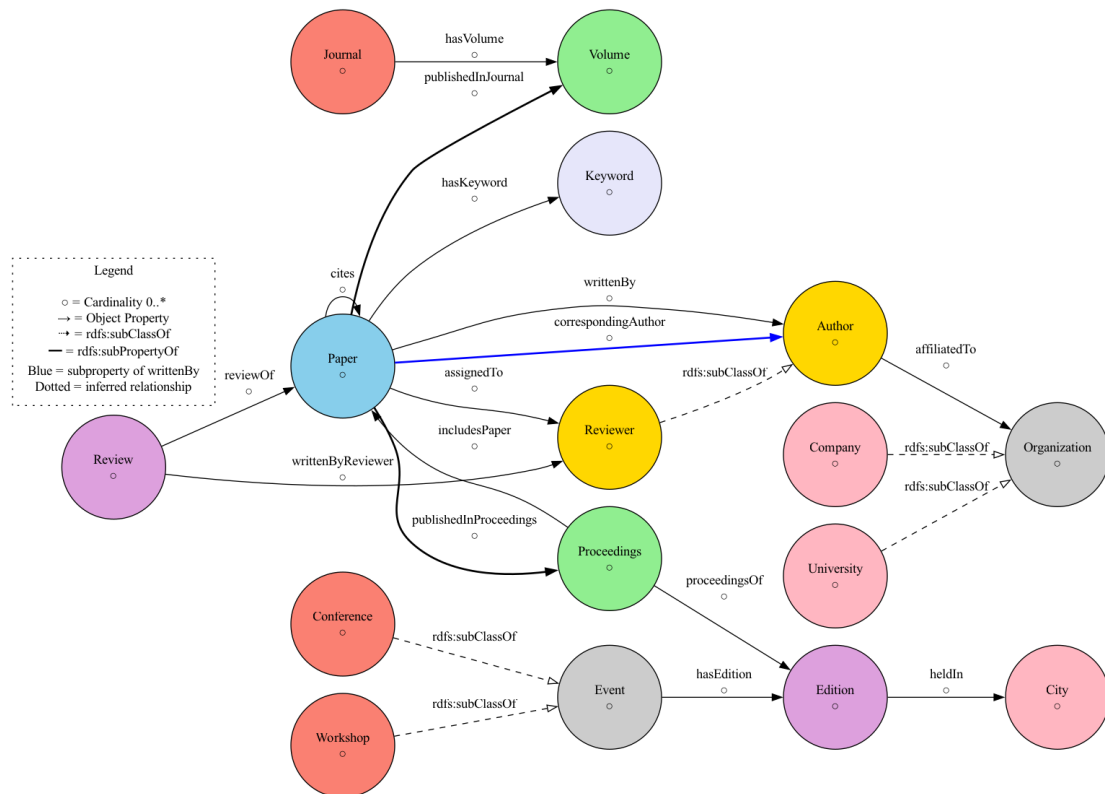 Journal
○
hasVolume
○
Volume
○
publishedInJournal
○
hasKeyword
○
Keyword
○
Legend
○ = Cardinality 0..*
→ = Object Property
⇢ = rdfs:subClassOf
━ = rdfs:subPropertyOf
Blue = subproperty of writtenBy
Dotted = inferred relationship
cites
○
writtenBy
○
correspondingAuthor
○
Author
○
Paper
○
reviewOf
○
assignedTo
○
rdfs:subClassOf
affiliatedTo
○
Review
○
includesPaper
○
Reviewer
○
writtenByReviewer
○
Company
○
rdfs:subClassOf
Organization
○
rdfs:subClassOf
publishedInProceedings
○
Proceedings
○
University
○
proceedingsOf
○
Conference
○
rdfs:subClassOf
Event
○
hasEdition
○
Edition
○
heldIn
○
City
○
rdfs:subClassOf
Workshop
○